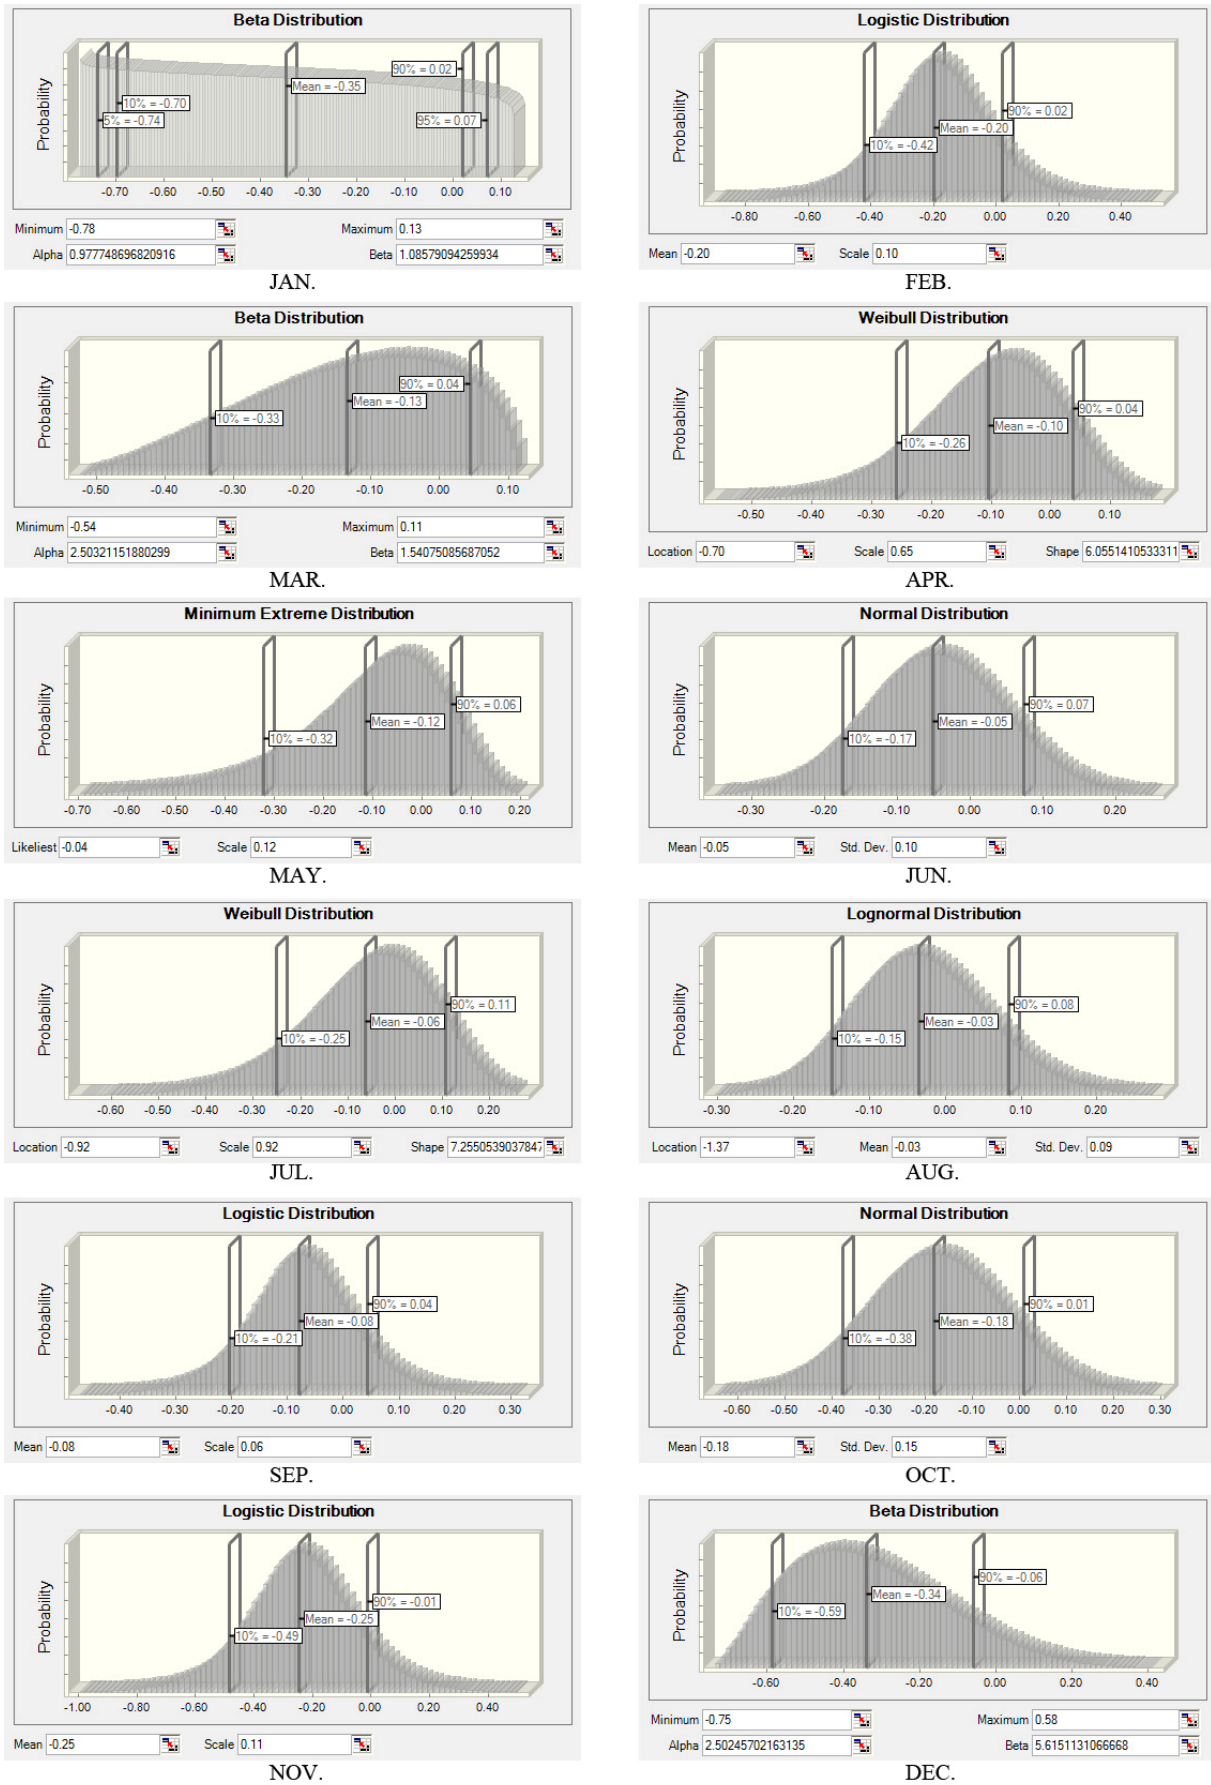 Beta Distribution
Probability
90% = 0.02
Mean = -0.35
10% = -0.70
5% = -0.74
95% = 0.07
-0.70 -0.60 -0.50 -0.40 -0.30 -0.20 -0.10 0.00 0.10
Minimum -0.78 Maximum 0.13
Alpha 0.977748696820916 Beta 1.08579094259934
JAN.
Logistic Distribution
Probability
90% = 0.02
Mean = -0.20
10% = -0.42
-0.80 -0.60 -0.40 -0.20 0.00 0.20 0.40
Mean -0.20 Scale 0.10
FEB.
Beta Distribution
Probability
90% = 0.04
Mean = -0.13
10% = -0.33
-0.50 -0.40 -0.30 -0.20 -0.10 0.00 0.10
Minimum -0.54 Maximum 0.11
Alpha 2.50321151880299 Beta 1.54075085687052
MAR.
Weibull Distribution
Probability
90% = 0.04
Mean = -0.10
10% = -0.26
-0.50 -0.40 -0.30 -0.20 -0.10 0.00 0.10
Location -0.70 Scale 0.65 Shape 6.0551410533311
APR.
Minimum Extreme Distribution
Probability
90% = 0.06
Mean = -0.12
10% = -0.32
-0.70 -0.60 -0.50 -0.40 -0.30 -0.20 -0.10 0.00 0.10 0.20
Likeliest -0.04 Scale 0.12
MAY.
Normal Distribution
Probability
90% = 0.07
Mean = -0.05
10% = -0.17
-0.30 -0.20 -0.10 0.00 0.10 0.20
Mean -0.05 Std. Dev. 0.10
JUN.
Weibull Distribution
Probability
90% = 0.11
Mean = -0.06
10% = -0.25
-0.60 -0.50 -0.40 -0.30 -0.20 -0.10 0.00 0.10 0.20
Location -0.92 Scale 0.92 Shape 7.2550539037847
JUL.
Lognormal Distribution
Probability
90% = 0.08
Mean = -0.03
10% = -0.15
-0.30 -0.20 -0.10 0.00 0.10 0.20
Location -1.37 Mean -0.03 Std. Dev. 0.09
AUG.
Logistic Distribution
Probability
90% = 0.04
Mean = -0.08
10% = -0.21
-0.40 -0.30 -0.20 -0.10 0.00 0.10 0.20 0.30
Mean -0.08 Scale 0.06
SEP.
Normal Distribution
Probability
90% = 0.01
Mean = -0.18
10% = -0.38
-0.60 -0.50 -0.40 -0.30 -0.20 -0.10 0.00 0.10 0.20 0.30
Mean -0.18 Std. Dev. 0.15
OCT.
Logistic Distribution
Probability
90% = -0.01
Mean = -0.25
10% = -0.49
-1.00 -0.80 -0.60 -0.40 -0.20 0.00 0.20 0.40
Mean -0.25 Scale 0.11
NOV.
Beta Distribution
Probability
90% = -0.06
Mean = -0.34
10% = -0.59
-0.60 -0.40 -0.20 0.00 0.20 0.40
Minimum -0.75 Maximum 0.58
Alpha 2.50245702163135 Beta 5.6151131066668
DEC.